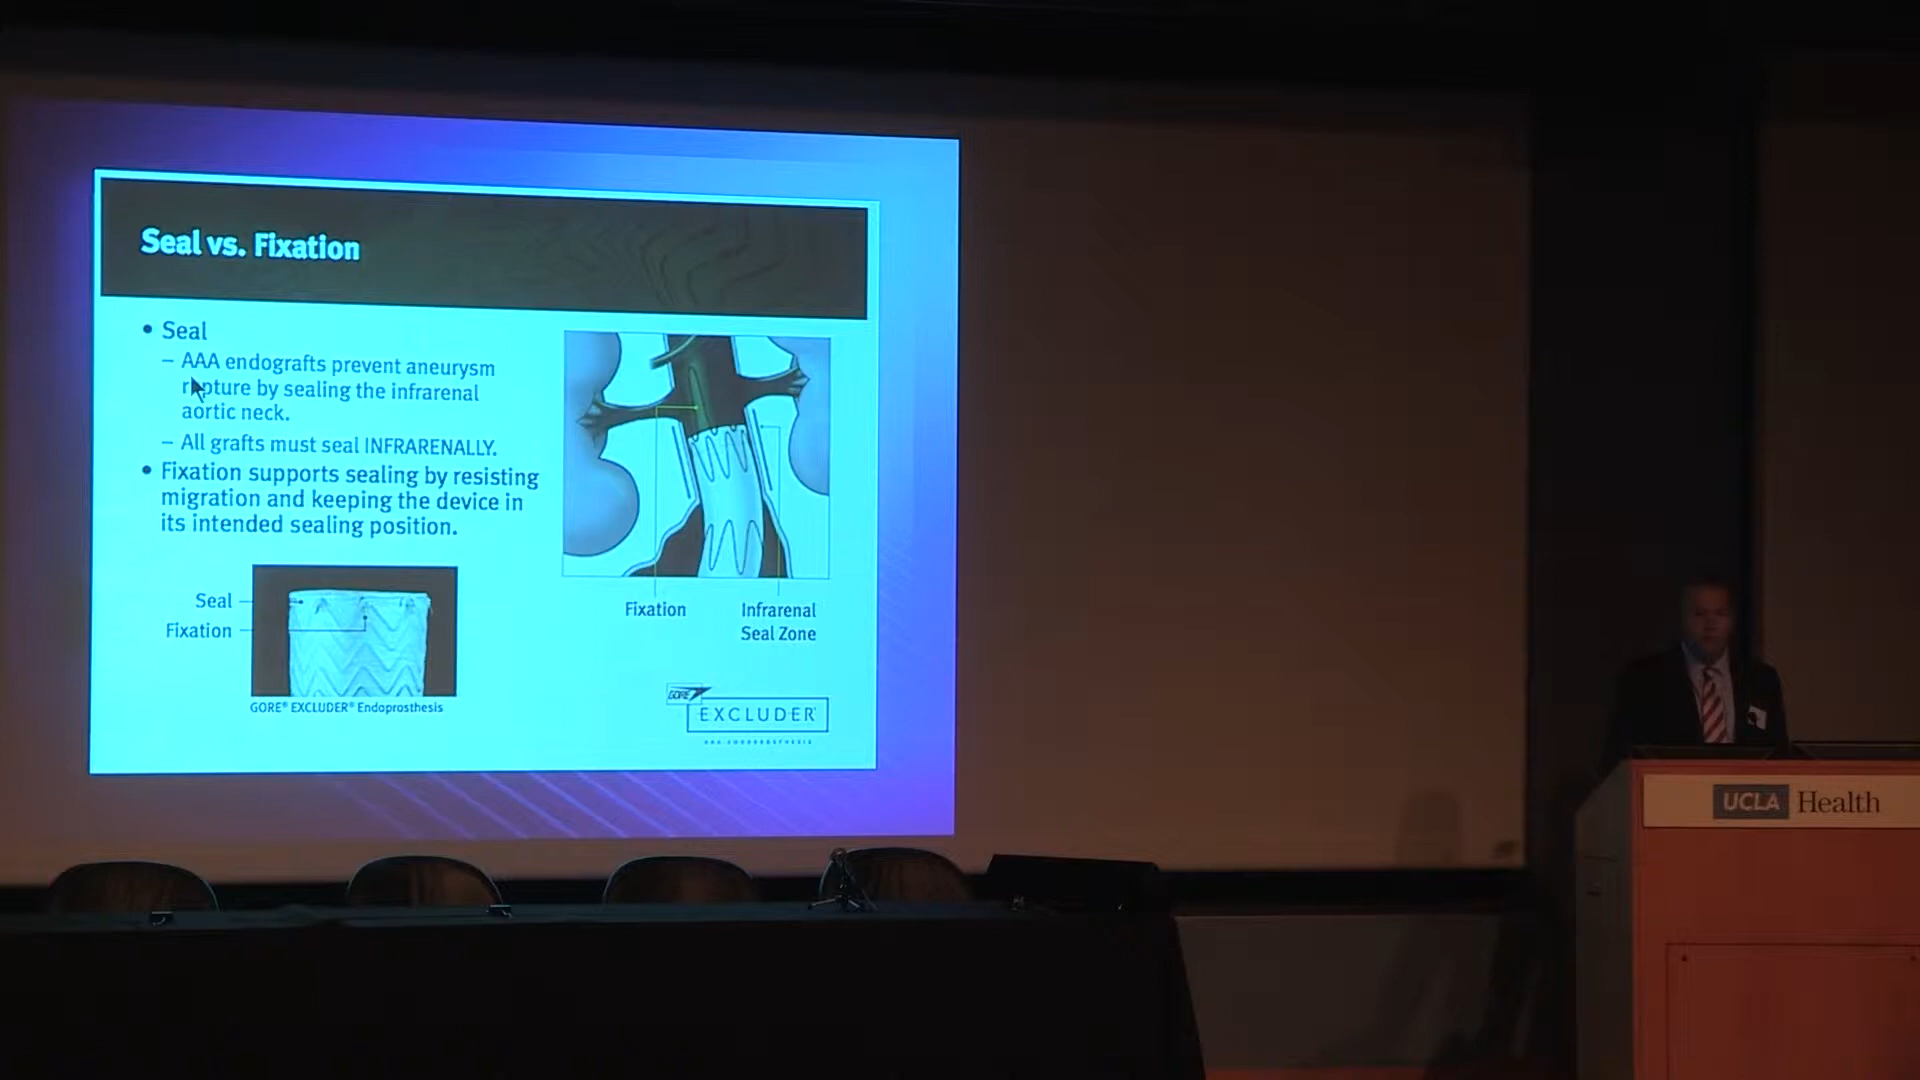 Seal vs. Fixation
• Seal
– AAA endografts prevent aneurysm
rupture by sealing the infrarenal
aortic neck.
– All grafts must seal INFRARENALLY.
• Fixation supports sealing by resisting
migration and keeping the device in
its intended sealing position.
Seal
Fixation
GORE® EXCLUDER® Endoprosthesis
Fixation
Infrarenal
Seal Zone
GORE
EXCLUDER®
UCLA Health